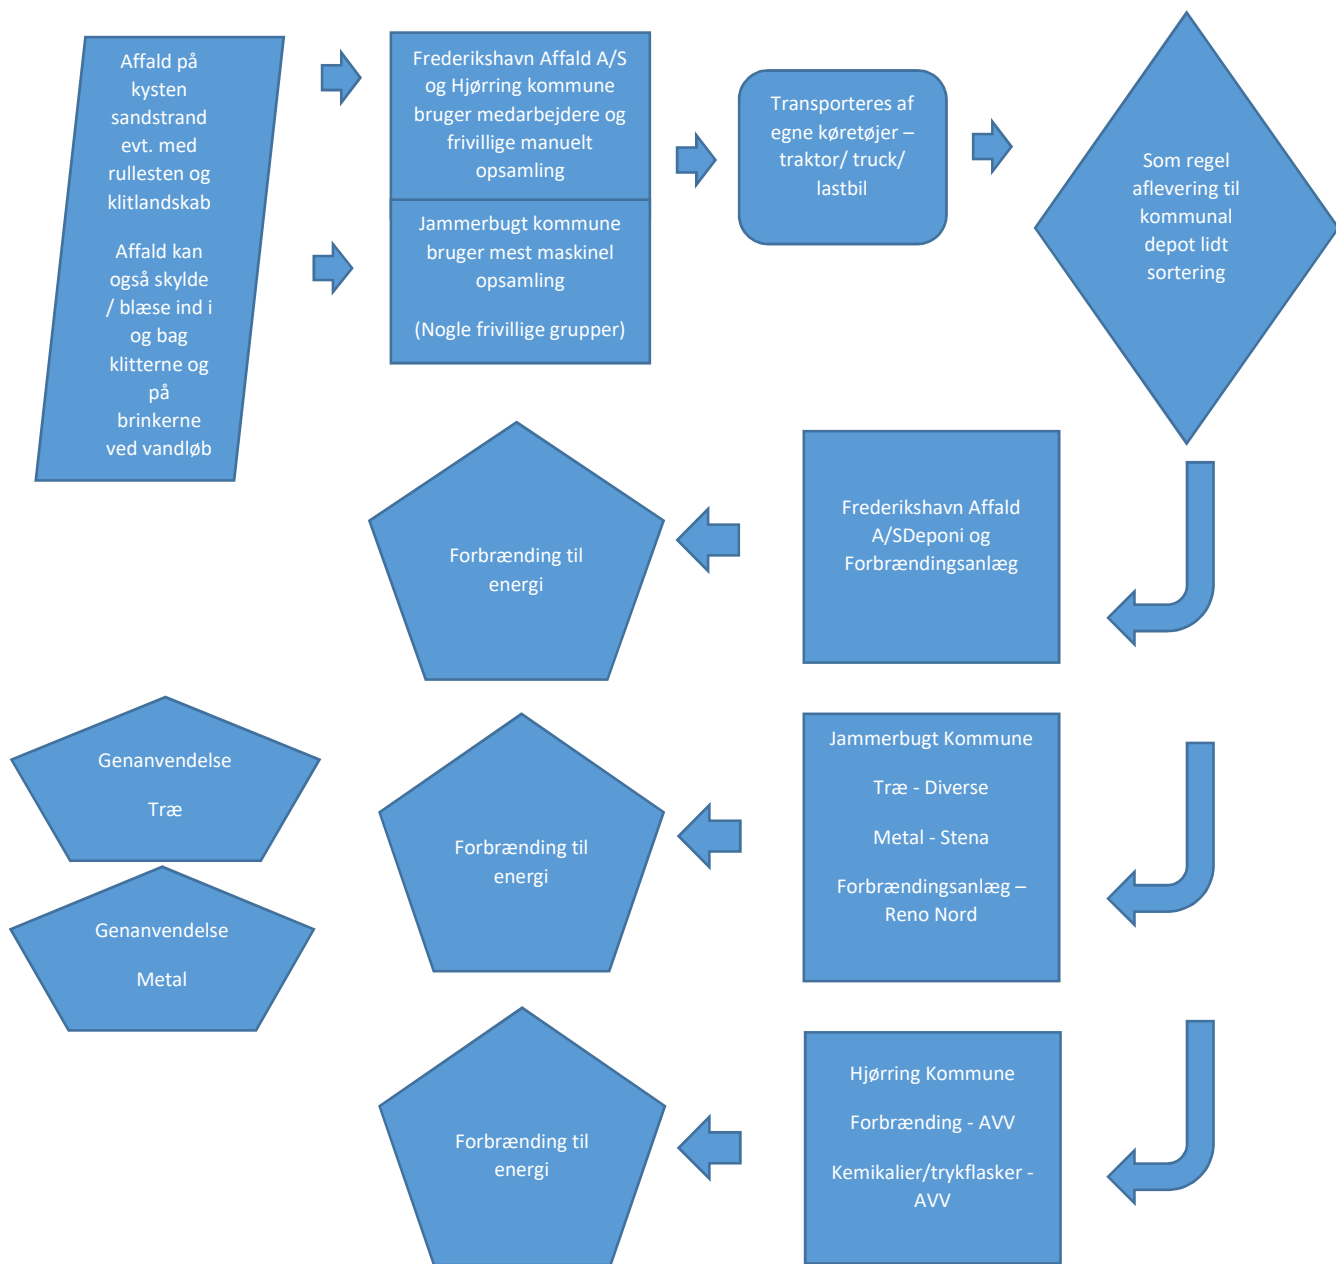 Affald på
kysten
sandstrand
evt. med
rullesten og
klitlandskab
Affald kan
også skylde
/ blæse ind i
og bag
klitterne og
på
brinkerne
ved vandløb
Frederikshavn Affald A/S
og Hjørring kommune
bruger medarbejdere og
frivillige manuelt
opsamling
Jammerbugt kommune
bruger mest maskinel
opsamling
(Nogle frivillige grupper)
Transporteres af
egne køretøjer –
traktor/ truck/
lastbil
Som regel
aflevering til
kommunal
depot lidt
sortering
Frederikshavn Affald
A/SDeponi og
Forbrændingsanlæg
Forbrænding til
energi
Jammerbugt Kommune
Træ - Diverse
Metal - Stena
Forbrændingsanlæg –
Reno Nord
Forbrænding til
energi
Genanvendelse
Træ
Genanvendelse
Metal
Hjørring Kommune
Forbrænding - AVV
Kemikalier/trykflasker -
AVV
Forbrænding til
energi